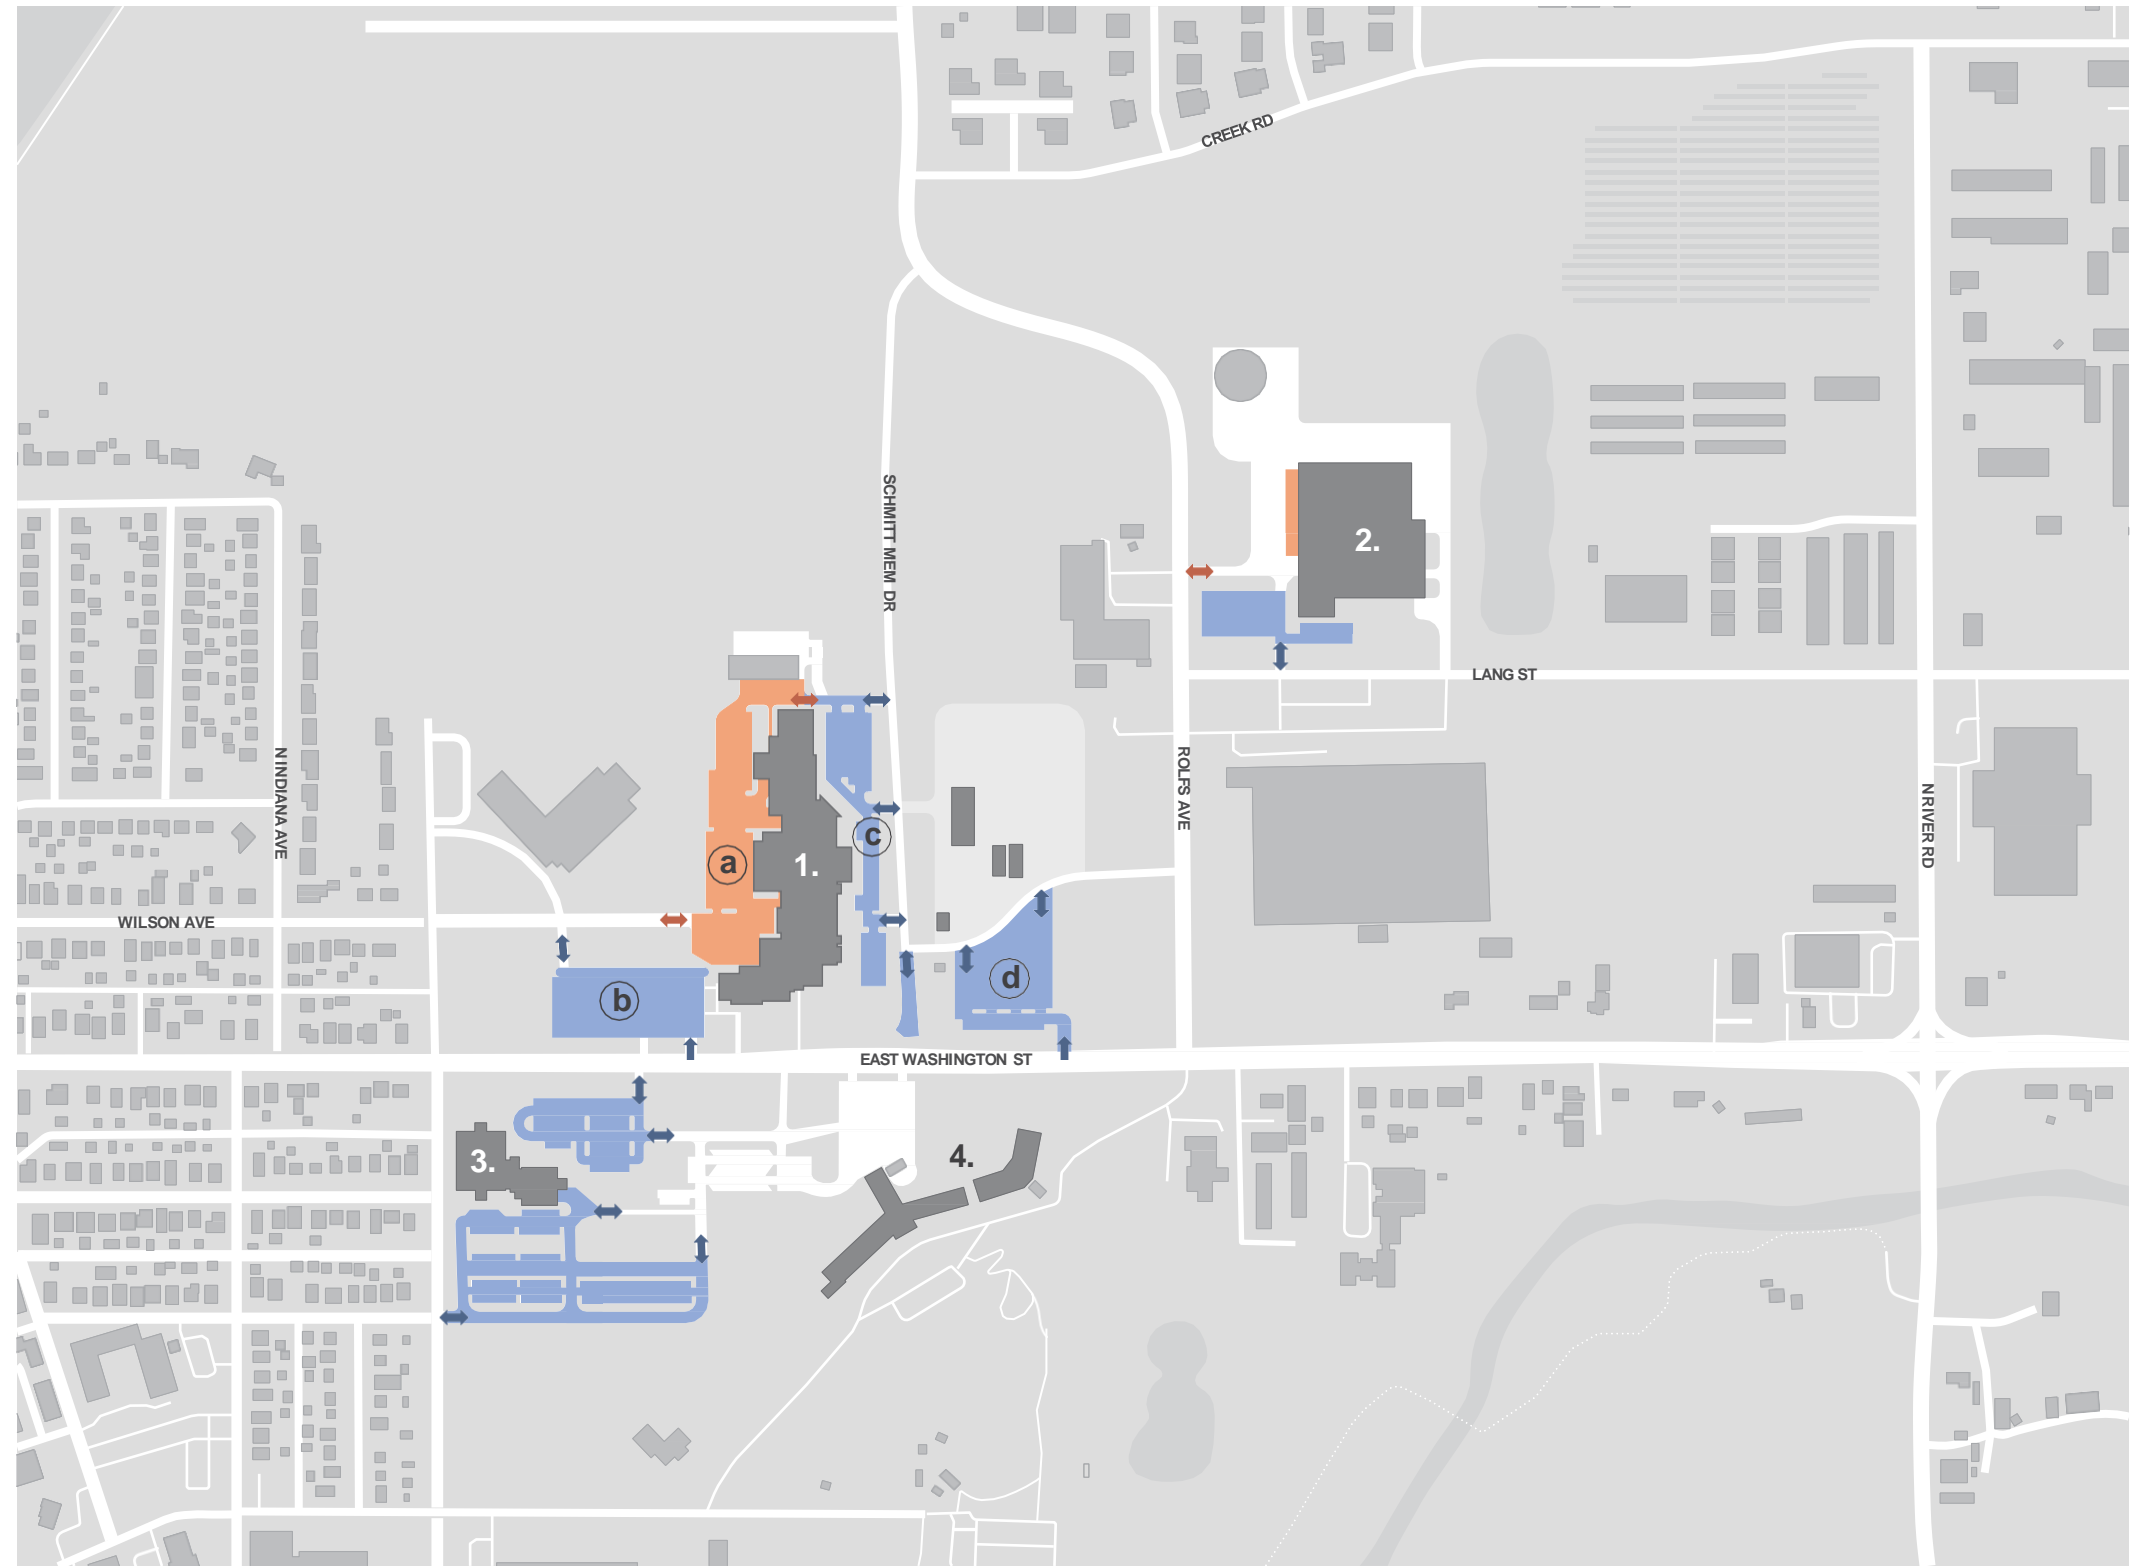 CREEK RD
SCHMITT MEM DR
2.
LANG ST
N INDIANA AVE
ROLFS AVE
N RIVER RD
c
a
1.
WILSON AVE
d
b
EAST WASHINGTON ST
3.
4.